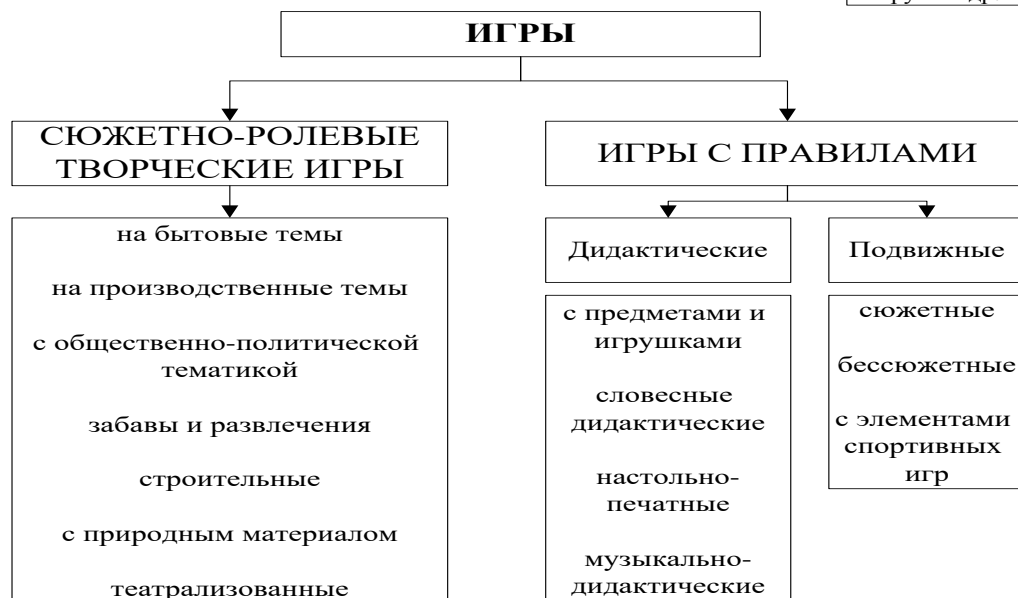 ИГРЫ
СЮЖЕТНО-РОЛЕВЫЕ
ТВОРЧЕСКИЕ ИГРЫ
на бытовые темы
на производственные темы
с общественно-политической
тематикой
забавы и развлечения
строительные
с природным материалом
театрализованные
ИГРЫ С ПРАВИЛАМИ
Дидактические
с предметами и
игрушками
словесные
дидактические
настольно-
печатные
музыкально-
дидактические
Подвижные
сюжетные
бессюжетные
с элементами
спортивных
игр